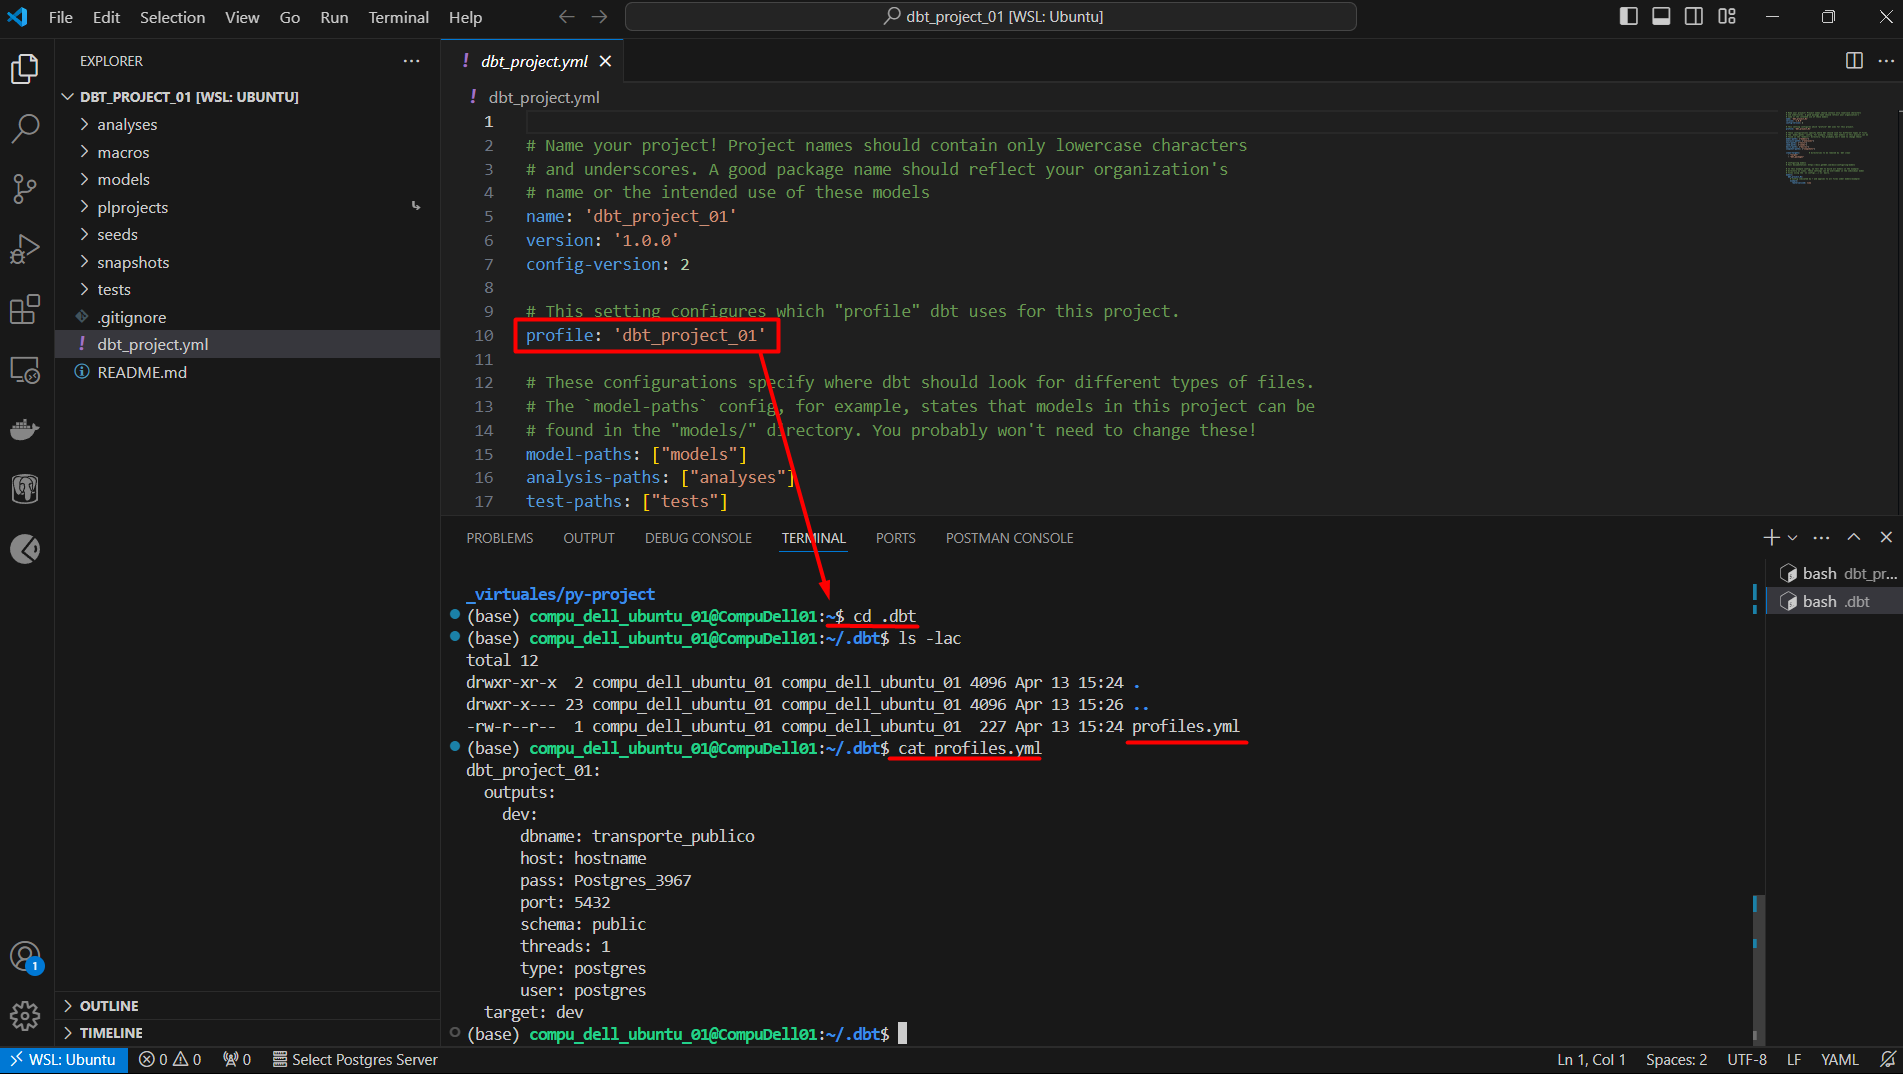 File Edit Selection View Go Run Terminal Help
dbt_project_01 [WSL: Ubuntu]
EXPLORER
DBT_PROJECT_01 [WSL: UBUNTU]
analyses
macros
models
plprojects
seeds
snapshots
tests
.gitignore
! dbt_project.yml
README.md
OUTLINE
TIMELINE
! dbt_project.yml
! dbt_project.yml
1
2 # Name your project! Project names should contain only lowercase characters
3 # and underscores. A good package name should reflect your organization's
4 # name or the intended use of these models
5 name: 'dbt_project_01'
6 version: '1.0.0'
7 config-version: 2
8
9 # This setting configures which "profile" dbt uses for this project.
10 profile: 'dbt_project_01'
11
12 # These configurations specify where dbt should look for different types of files.
13 # The `model-paths` config, for example, states that models in this project can be
14 # found in the "models/" directory. You probably won't need to change these!
15 model-paths: ["models"]
16 analysis-paths: ["analyses"]
17 test-paths: ["tests"]
PROBLEMS OUTPUT DEBUG CONSOLE TERMINAL PORTS POSTMAN CONSOLE
_virtuales/py-project
(base) compu_dell_ubuntu_01@CompuDell01:~$ cd .dbt
(base) compu_dell_ubuntu_01@CompuDell01:~/.dbt$ ls -lac
total 12
drwxr-xr-x 2 compu_dell_ubuntu_01 compu_dell_ubuntu_01 4096 Apr 13 15:24 .
drwxr-x--- 23 compu_dell_ubuntu_01 compu_dell_ubuntu_01 4096 Apr 13 15:26 ..
-rw-r--r-- 1 compu_dell_ubuntu_01 compu_dell_ubuntu_01 227 Apr 13 15:24 profiles.yml
(base) compu_dell_ubuntu_01@CompuDell01:~/.dbt$ cat profiles.yml
dbt_project_01:
outputs:
dev:
dbname: transporte_publico
host: hostname
pass: Postgres_3967
port: 5432
schema: public
threads: 1
type: postgres
user: postgres
target: dev
(base) compu_dell_ubuntu_01@CompuDell01:~/.dbt$
bash dbt_pr...
bash .dbt
1
WSL: Ubuntu 0 0 0 Select Postgres Server Ln 1, Col 1 Spaces: 2 UTF-8 LF YAML